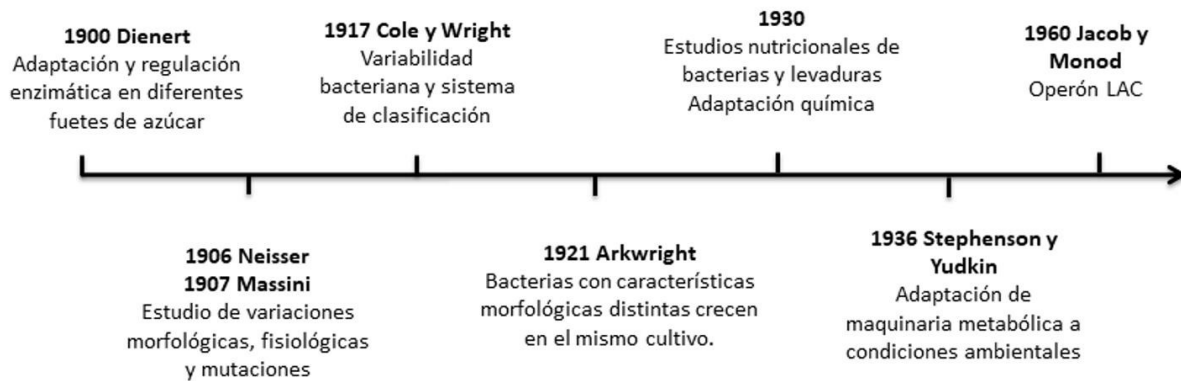 1900 Dienert
Adaptación y regulación
enzimática en diferentes
fuetes de azúcar
1906 Neisser
1907 Massini
Estudio de variaciones
morfológicas, fisiológicas
y mutaciones
1917 Cole y Wright
Variabilidad
bacteriana y sistema
de clasificación
1921 Arkwright
Bacterias con características
morfológicas distintas crecen
en el mismo cultivo.
1930
Estudios nutricionales de
bacterias y levaduras
Adaptación química
1936 Stephenson y
Yudkin
Adaptación de
maquinaria metabólica a
condiciones ambientales
1960 Jacob y
Monod
Operón LAC